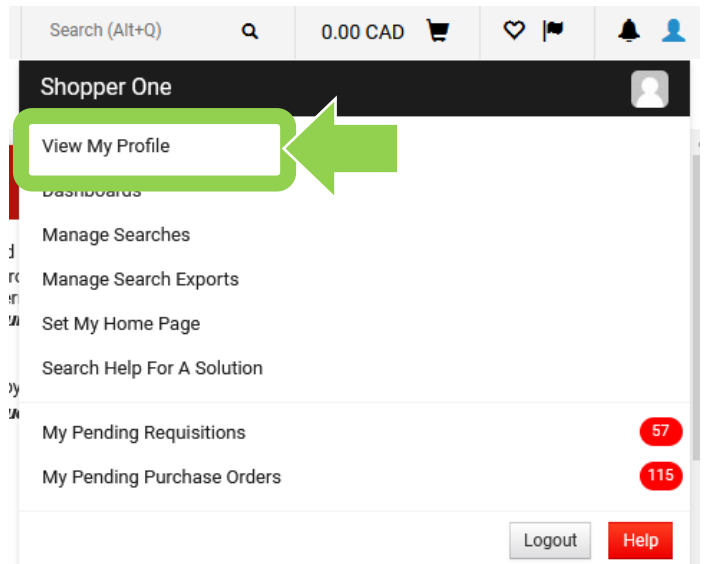 Search (Alt+Q)
0.00 CAD
Shopper One
View My Profile
Dashboards
Manage Searches
Manage Search Exports
Set My Home Page
Search Help For A Solution
My Pending Requisitions
57
My Pending Purchase Orders
115
Logout
Help